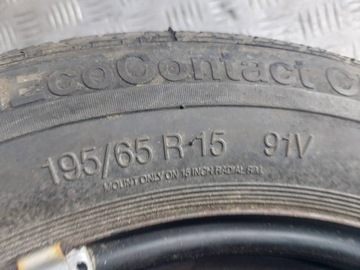 EcoContact C
195/65 R 15 91V
MOUNT ONLY ON 15 INCH RADIAL RIM